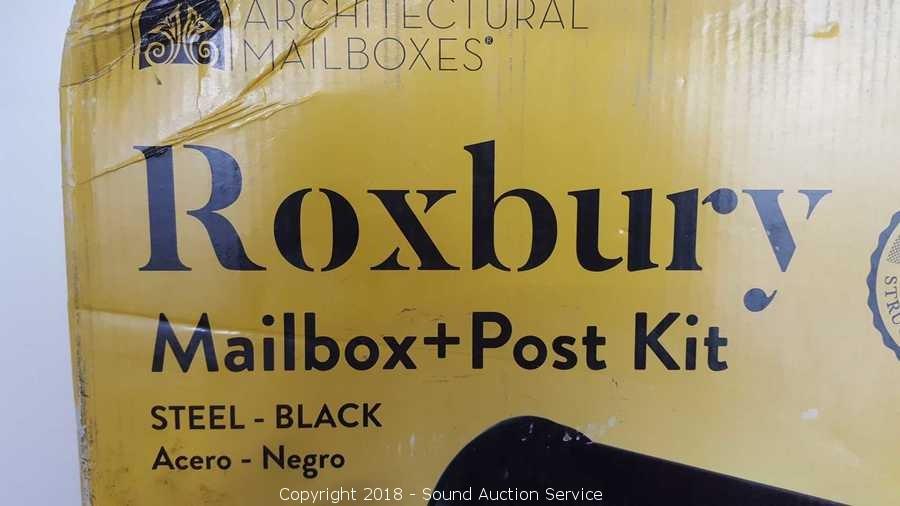 ARCHITECTURAL
MAILBOXES®
Roxbury
Mailbox+Post Kit
STEEL - BLACK
Acero - Negro
Copyright 2018 - Sound Auction Service